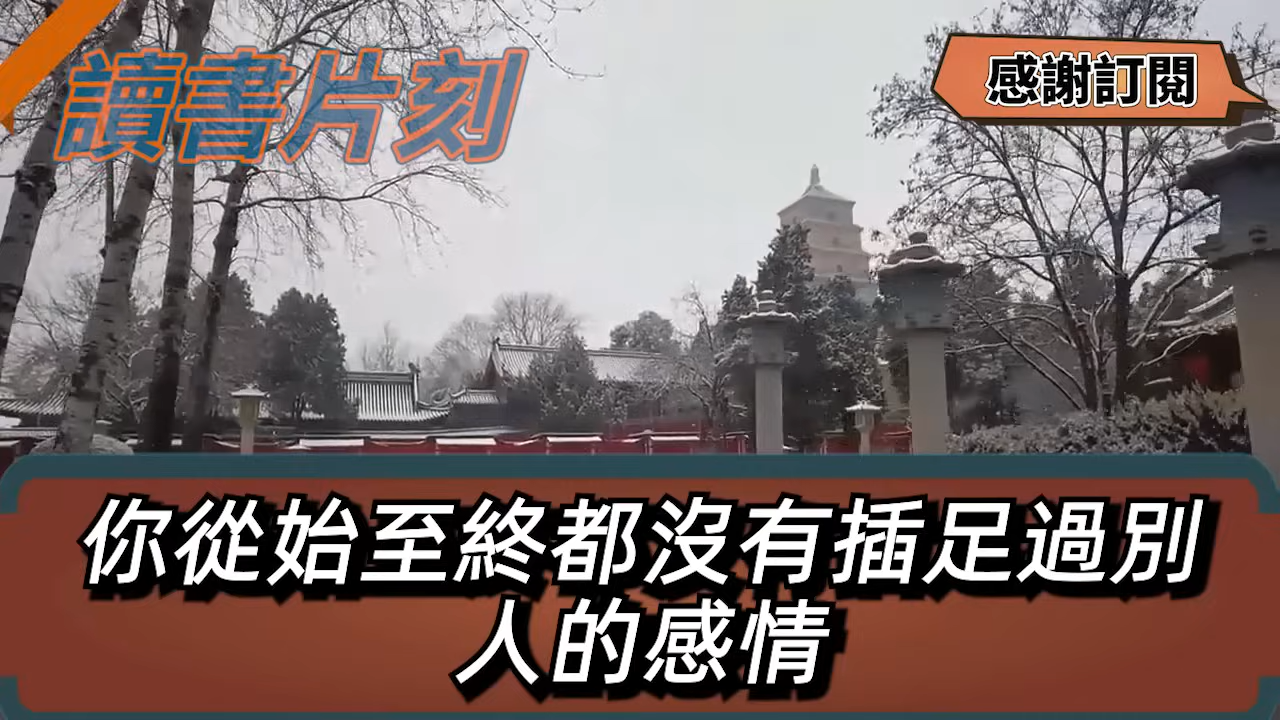 讀書片刻
感謝訂閱
你從始至終都沒有插足過別
人的感情